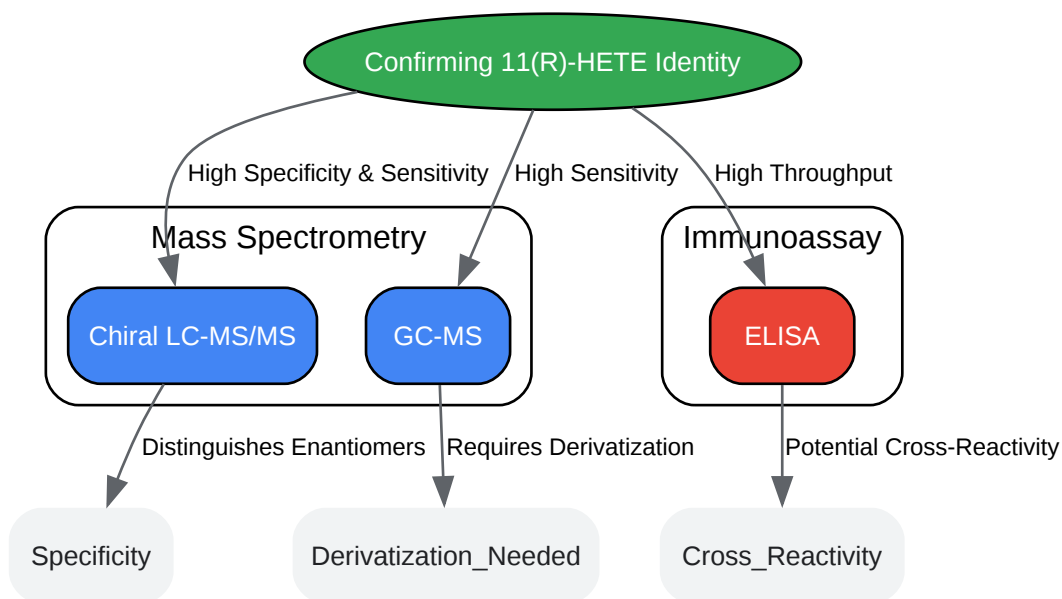 Confirming 11(R)-HETE Identity
High Specificity & Sensitivity
High Sensitivity
High Throughput
Mass Spectrometry
Immunoassay
Chiral LC-MS/MS
GC-MS
ELISA
Distinguishes Enantiomers
Requires Derivatization
Potential Cross-Reactivity
Specificity
Derivatization_Needed
Cross_Reactivity